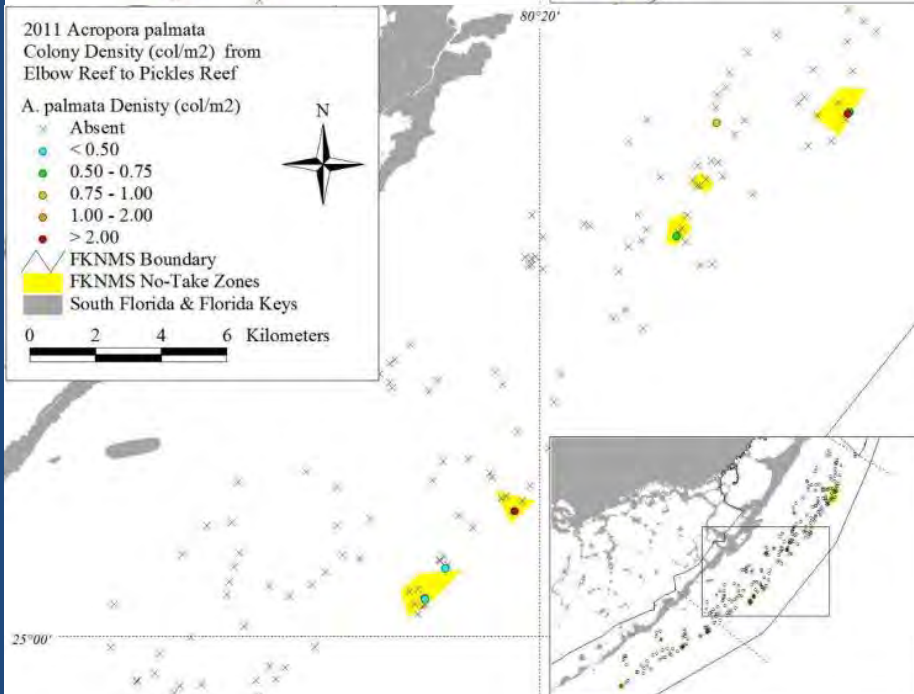 80°20'
2011 Acropora palmata
Colony Density (col/m2) from
Elbow Reef to Pickles Reef
A. palmata Denisty (col/m2)
Absent
< 0.50
0.50 - 0.75
0.75 - 1.00
1.00 - 2.00
> 2.00
FKNMS Boundary
FKNMS No-Take Zones
South Florida & Florida Keys
N
0 2 4 6 Kilometers
25°00'